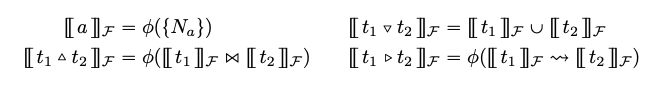 ⟦ a ⟧_ℱ = ϕ({N_a}) ⟦ t₁ ▿ t₂ ⟧_ℱ = ⟦ t₁ ⟧_ℱ ∪ ⟦ t₂ ⟧_ℱ
⟦ t₁ ▵ t₂ ⟧_ℱ = ϕ(⟦ t₁ ⟧_ℱ ⋈ ⟦ t₂ ⟧_ℱ) ⟦ t₁ ▹ t₂ ⟧_ℱ = ϕ(⟦ t₁ ⟧_ℱ ⇝ ⟦ t₂ ⟧_ℱ)